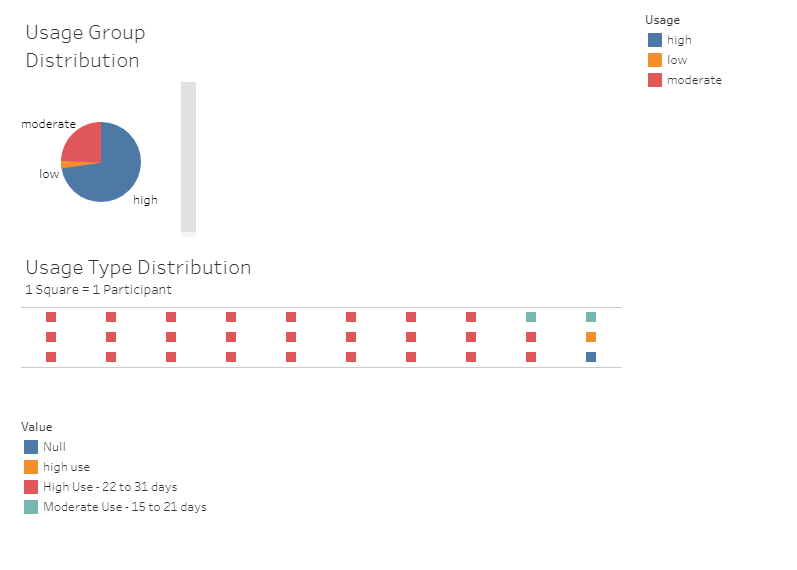 Usage Group
Distribution
moderate
low
high
Usage
high
low
moderate
Usage Type Distribution
1 Square = 1 Participant
Value
Null
high use
High Use - 22 to 31 days
Moderate Use - 15 to 21 days